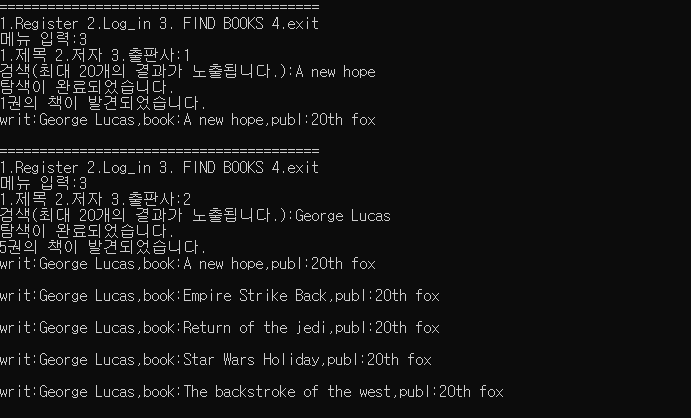 ========================================
1.Register 2.Log_in 3. FIND BOOKS 4.exit
메뉴 입력:3
1.제목 2.저자 3.출판사:1
검색(최대 20개의 결과가 노출됩니다.):A new hope
탐색이 완료되었습니다.
1권의 책이 발견되었습니다.
writ:George Lucas,book:A new hope,publ:20th fox
========================================
1.Register 2.Log_in 3. FIND BOOKS 4.exit
메뉴 입력:3
1.제목 2.저자 3.출판사:2
검색(최대 20개의 결과가 노출됩니다.):George Lucas
탐색이 완료되었습니다.
5권의 책이 발견되었습니다.
writ:George Lucas,book:A new hope,publ:20th fox
writ:George Lucas,book:Empire Strike Back,publ:20th fox
writ:George Lucas,book:Return of the jedi,publ:20th fox
writ:George Lucas,book:Star Wars Holiday,publ:20th fox
writ:George Lucas,book:The backstroke of the west,publ:20th fox